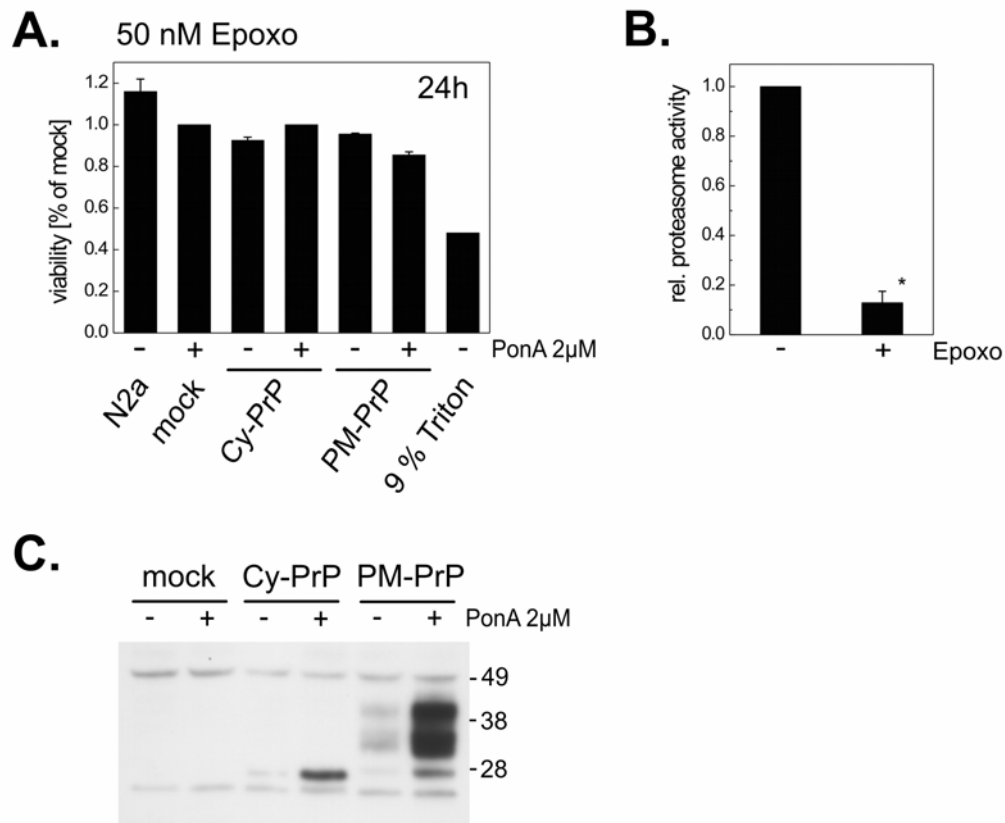 A.
50 nM Epoxo
24h
viability [% of mock]
1.2
1.0
0.8
0.6
0.4
0.2
0.0
- + - + - + - PonA 2µM
N2a
mock
Cy-PrP
PM-PrP
9 % Triton
B.
rel. proteasome activity
1.0
0.8
0.6
0.4
0.2
0.0
*
- + Epoxo
C.
mock Cy-PrP PM-PrP
- + - + - + PonA 2µM
-49
-38
-28